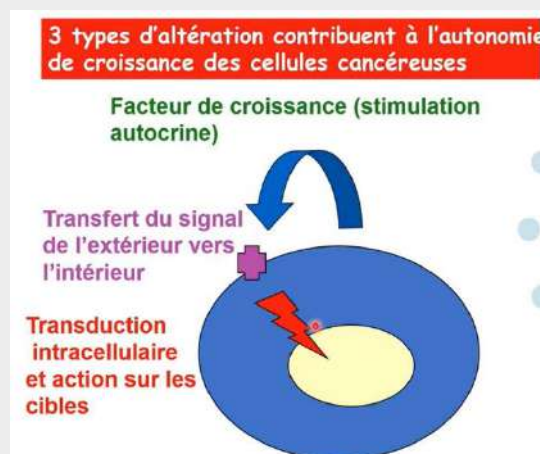 3 types d'altération contribuent à l'autonomie
de croissance des cellules cancéreuses
Facteur de croissance (stimulation
autocrine)
Transfert du signal
de l'extérieur vers
l'intérieur
Transduction
intracellulaire
et action sur les
cibles